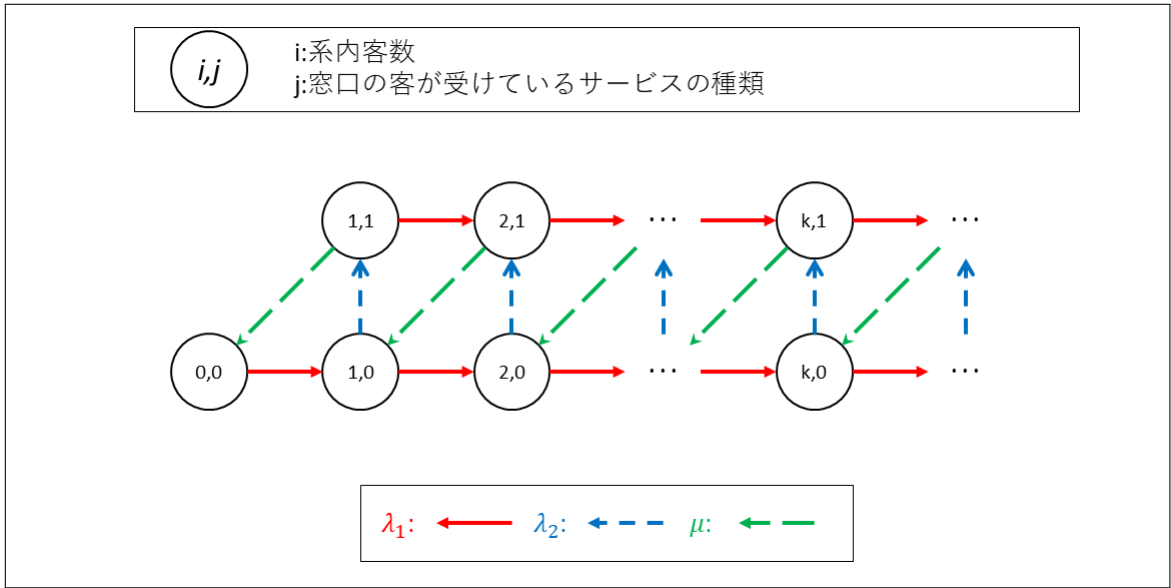 i,j
i:系内客数
j:窓口の客が受けているサービスの種類
1,1
2,1
…
k,1
…
0,0
1,0
2,0
…
k,0
…
λ₁:
λ₂:
μ: